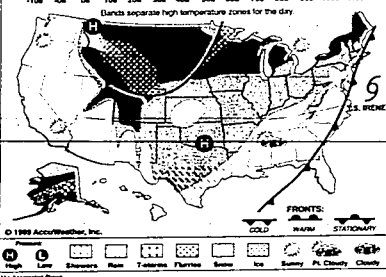 Bands separate high temperature zones for the day.
H
T.S. IRENE
H
FRONTS:
COLD WARM STATIONARY
© 1999 AccuWeather, Inc.
Pressure
H L
High Low Showers Rain T-storms Flurries Snow Ice Sunny Pt. Cloudy Cloudy